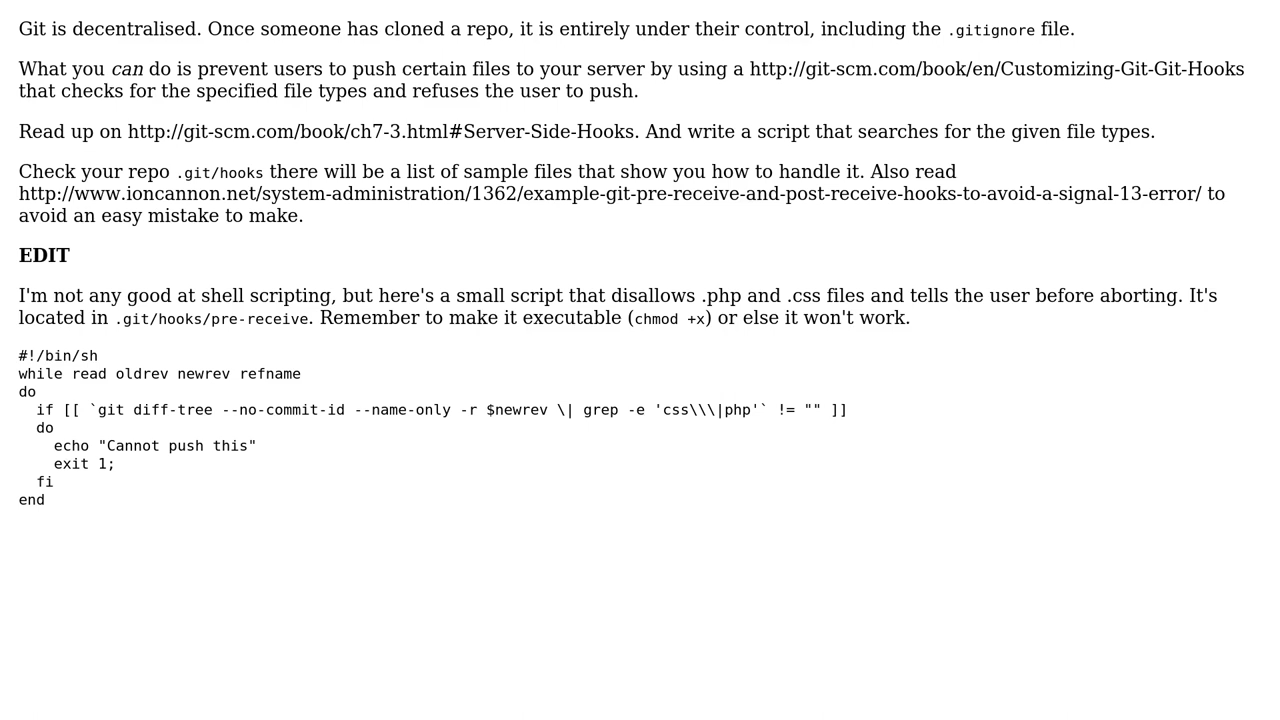 Git is decentralised. Once someone has cloned a repo, it is entirely under their control, including the .gitignore file.
What you can do is prevent users to push certain files to your server by using a http://git-scm.com/book/en/Customizing-Git-Git-Hooks
that checks for the specified file types and refuses the user to push.
Read up on http://git-scm.com/book/ch7-3.html#Server-Side-Hooks. And write a script that searches for the given file types.
Check your repo .git/hooks there will be a list of sample files that show you how to handle it. Also read
http://www.ioncannon.net/system-administration/1362/example-git-pre-receive-and-post-receive-hooks-to-avoid-a-signal-13-error/ to
avoid an easy mistake to make.
EDIT
I'm not any good at shell scripting, but here's a small script that disallows .php and .css files and tells the user before aborting. It's
located in .git/hooks/pre-receive. Remember to make it executable (chmod +x) or else it won't work.
#!/bin/sh
while read oldrev newrev refname
do
  if [[ `git diff-tree --no-commit-id --name-only -r $newrev \| grep -e 'css\\\|php'` != "" ]]
  do
    echo "Cannot push this"
    exit 1;
  fi
end